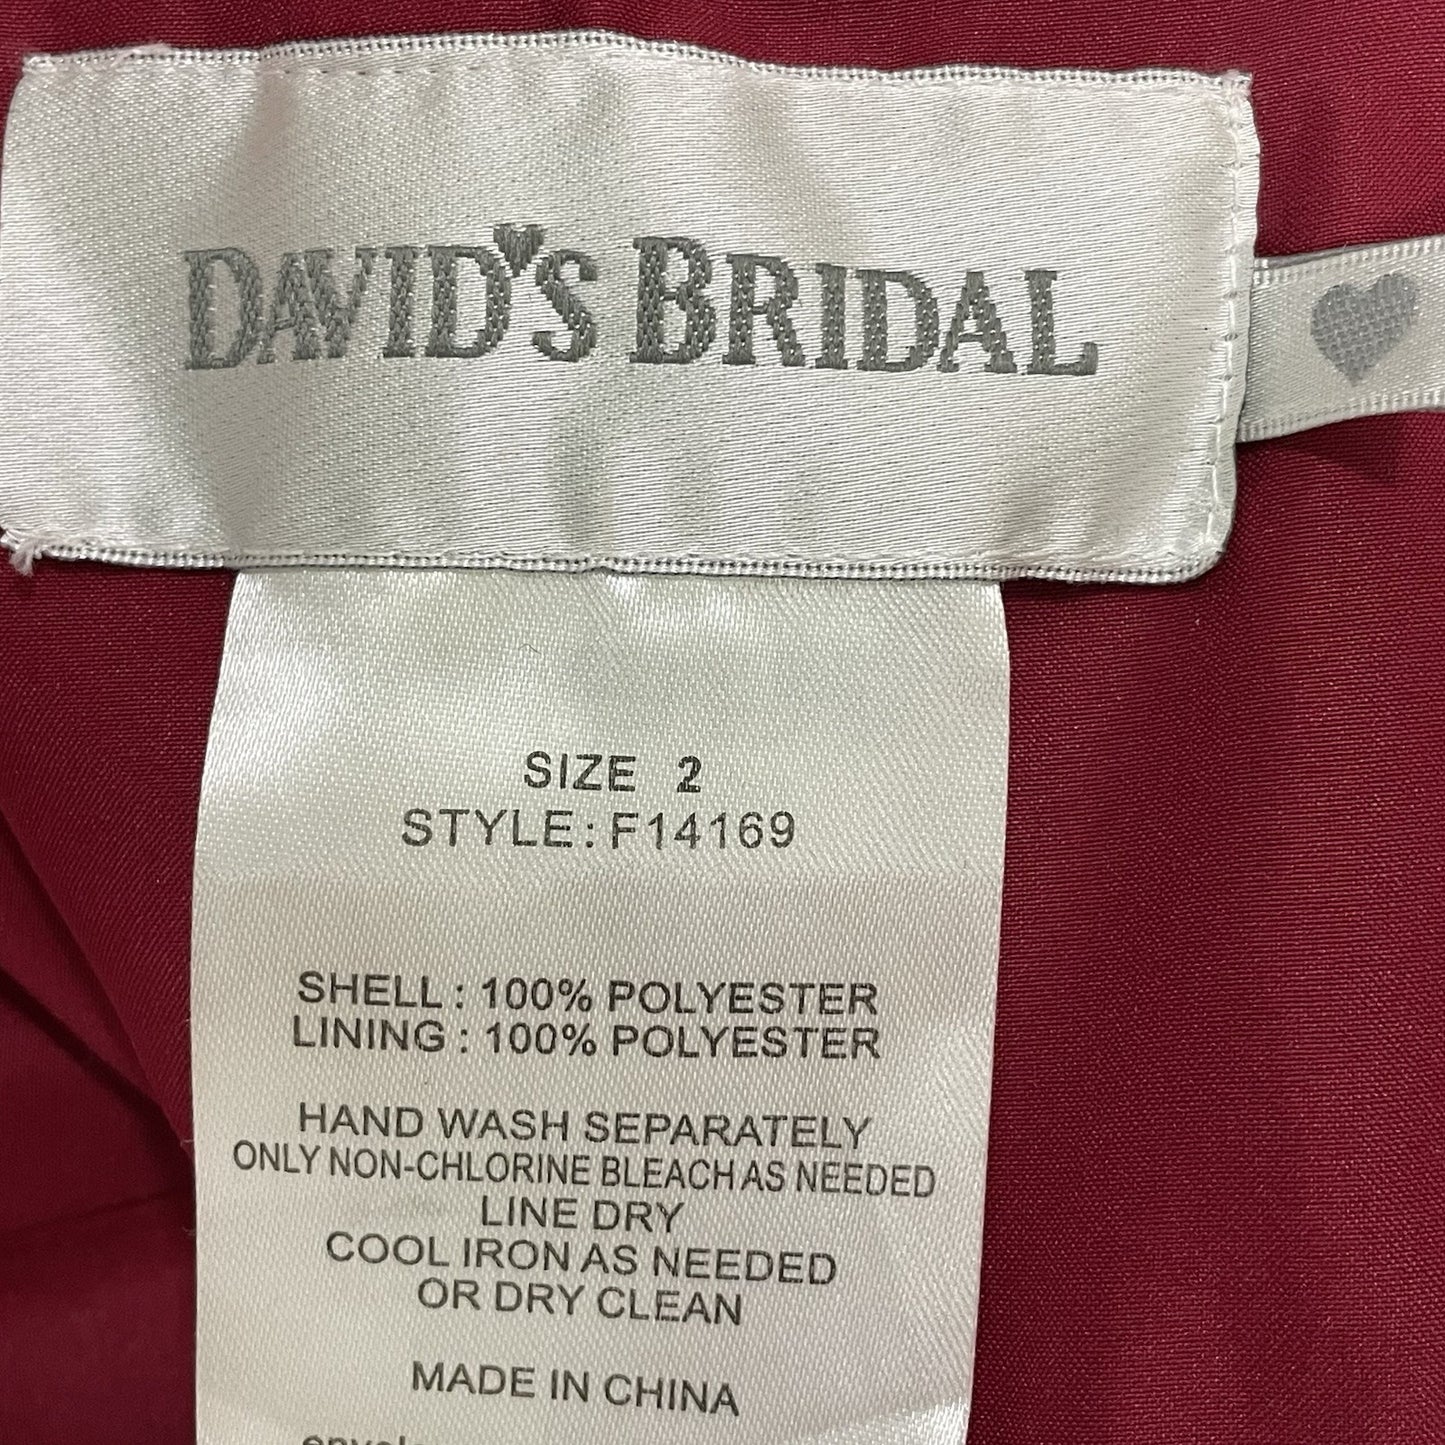 DAVID'S BRIDAL
SIZE 2
STYLE: F14169
SHELL : 100% POLYESTER
LINING : 100% POLYESTER
HAND WASH SEPARATELY
ONLY NON-CHLORINE BLEACH AS NEEDED
LINE DRY
COOL IRON AS NEEDED
OR DRY CLEAN
MADE IN CHINA